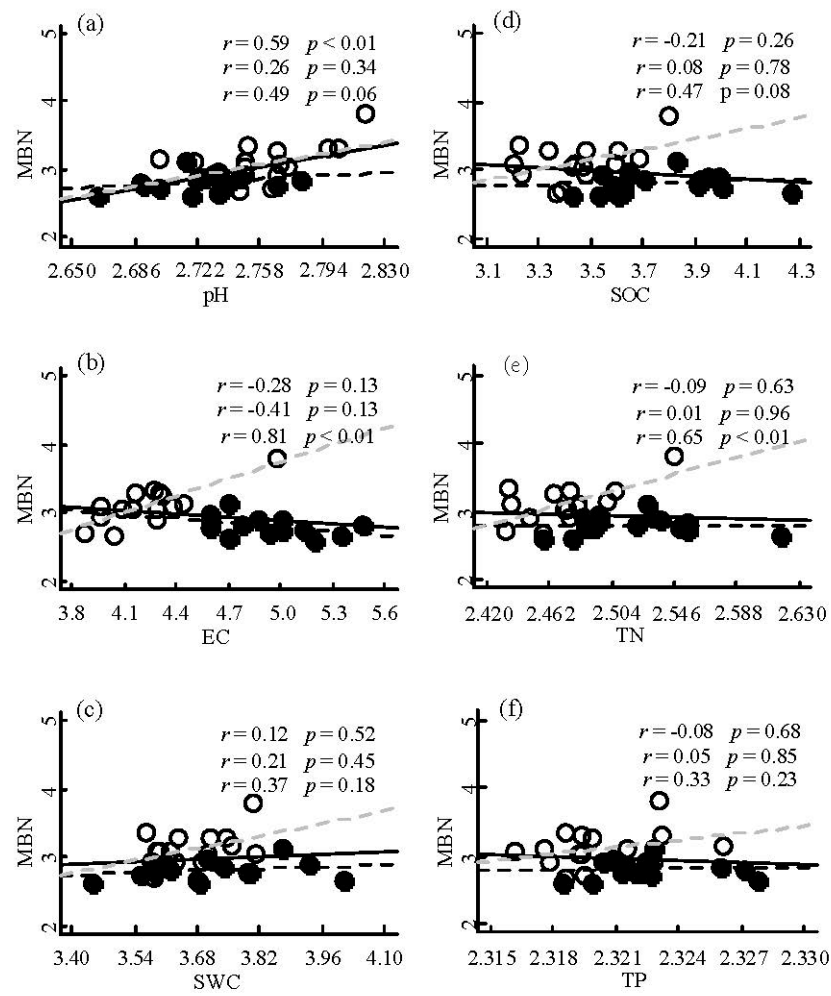 (a)
r = 0.59 p < 0.01
r = 0.26 p = 0.34
r = 0.49 p = 0.06
5
4
3
2
MBN
2.650 2.686 2.722 2.758 2.794 2.830
pH
(d)
r = -0.21 p = 0.26
r = 0.08 p = 0.78
r = 0.47 p = 0.08
5
4
3
2
MBN
3.1 3.3 3.5 3.7 3.9 4.1 4.3
SOC
(b)
r = -0.28 p = 0.13
r = -0.41 p = 0.13
r = 0.81 p < 0.01
5
4
3
2
MBN
3.8 4.1 4.4 4.7 5.0 5.3 5.6
EC
(e)
r = -0.09 p = 0.63
r = 0.01 p = 0.96
r = 0.65 p < 0.01
5
4
3
2
MBN
2.420 2.462 2.504 2.546 2.588 2.630
TN
(c)
r = 0.12 p = 0.52
r = 0.21 p = 0.45
r = 0.37 p = 0.18
5
4
3
2
MBN
3.40 3.54 3.68 3.82 3.96 4.10
SWC
(f)
r = -0.08 p = 0.68
r = 0.05 p = 0.85
r = 0.33 p = 0.23
5
4
3
2
MBN
2.315 2.318 2.321 2.324 2.327 2.330
TP